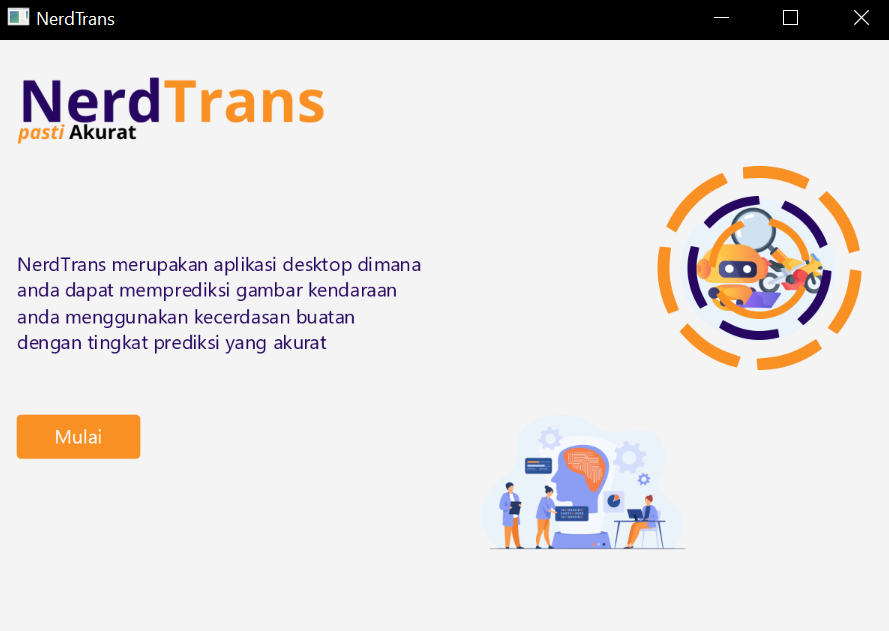 NerdTrans
NerdTrans
pasti Akurat
NerdTrans merupakan aplikasi desktop dimana
anda dapat memprediksi gambar kendaraan
anda menggunakan kecerdasan buatan
dengan tingkat prediksi yang akurat
Mulai